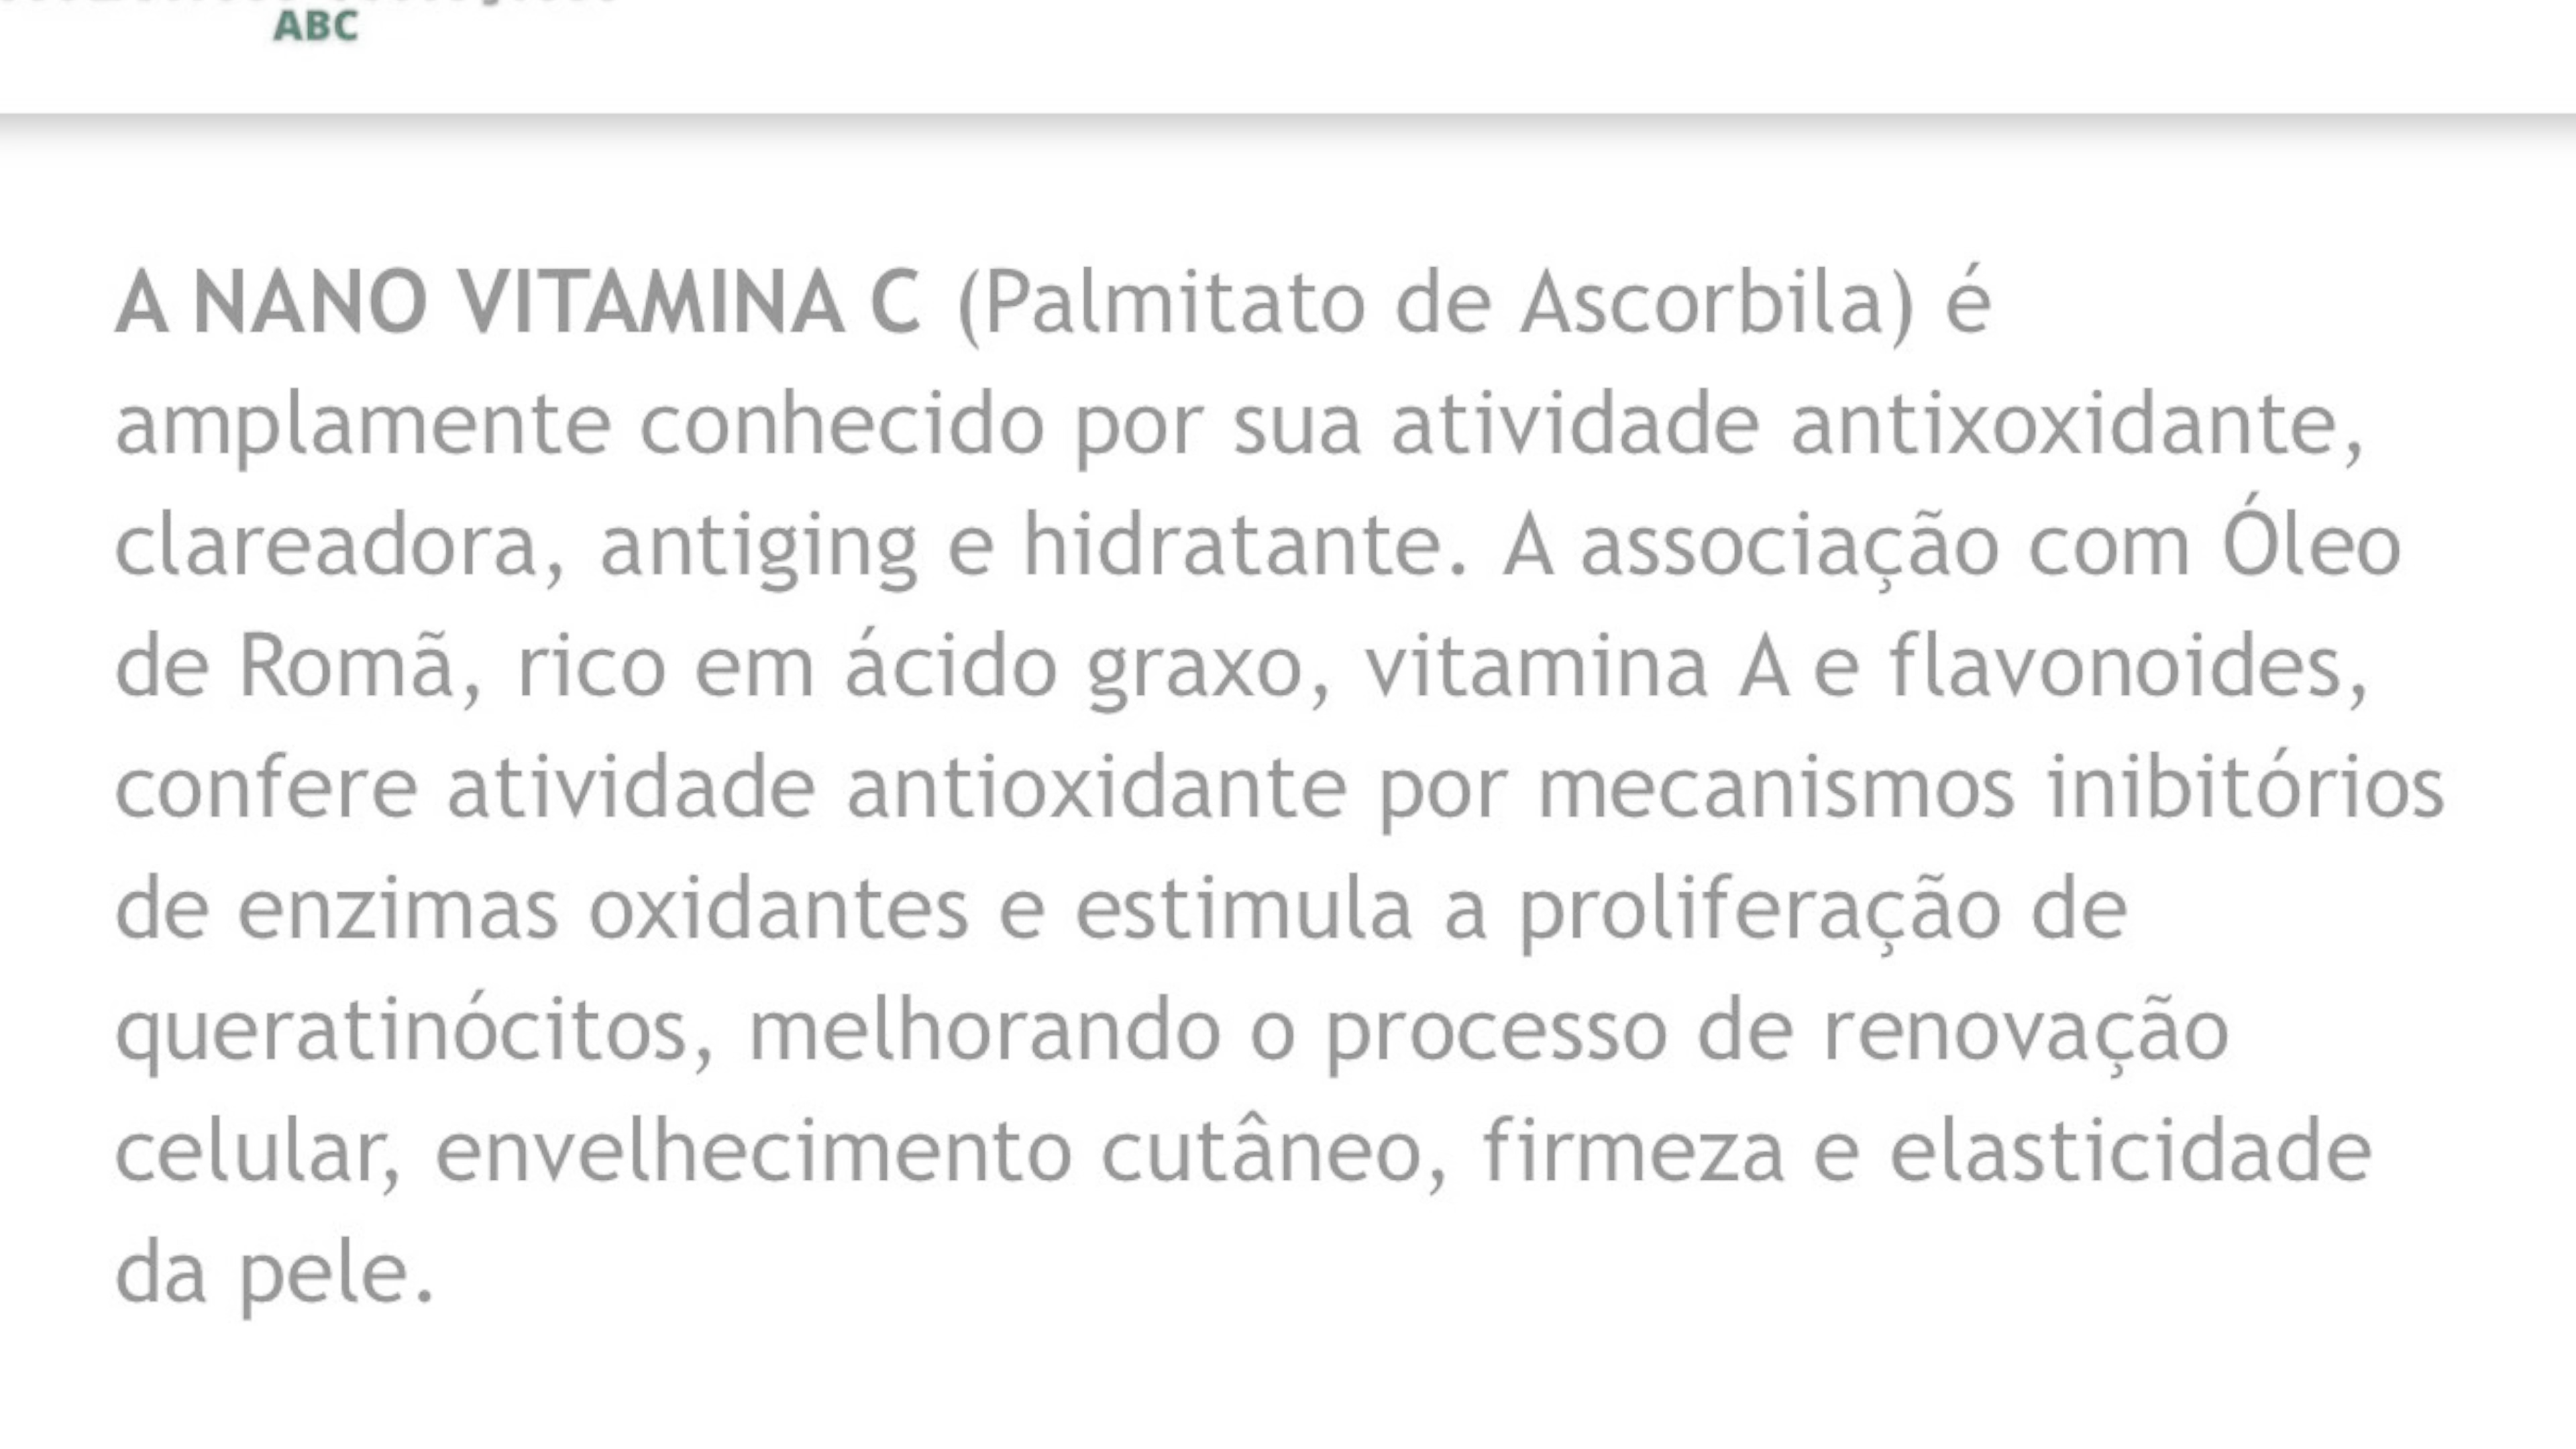 ABC
A NANO VITAMINA C (Palmitato de Ascorbila) é
amplamente conhecido por sua atividade antixoxidante,
clareadora, antiging e hidratante. A associação com Óleo
de Romã, rico em ácido graxo, vitamina A e flavonoides,
confere atividade antioxidante por mecanismos inibitórios
de enzimas oxidantes e estimula a proliferação de
queratinócitos, melhorando o processo de renovação
celular, envelhecimento cutâneo, firmeza e elasticidade
da pele.